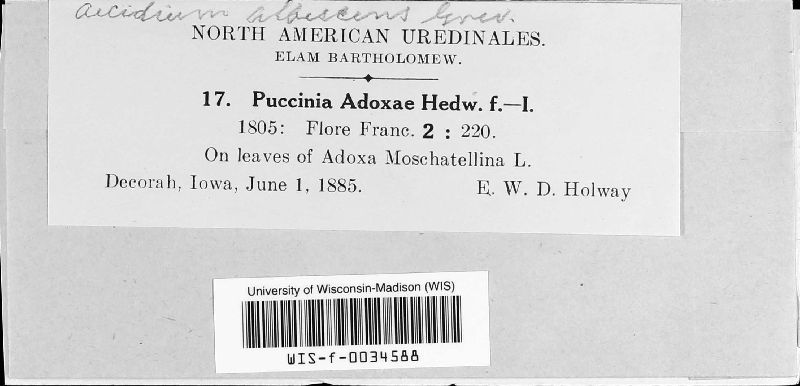 Aecidium albescens Grev.
NORTH AMERICAN UREDINALES.
ELAM BARTHOLOMEW.
17. Puccinia Adoxae Hedw. f.—I.
1805: Flore Franc. 2 : 220.
On leaves of Adoxa Moschatellina L.
Decorah, Iowa, June 1, 1885. E. W. D. Holway
University of Wisconsin-Madison (WIS)
WIS-f-0034588